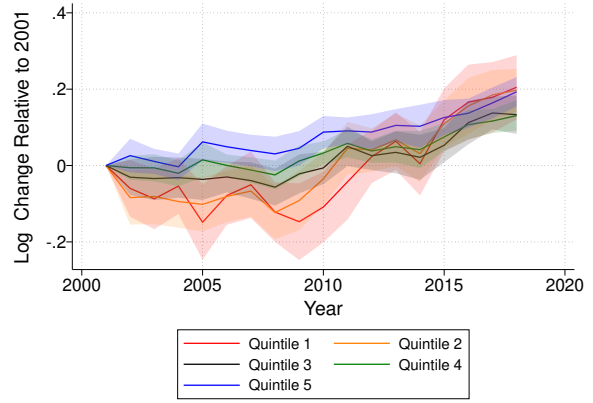 .4
.2
0
-.2
Log Change Relative to 2001
2000 2005 2010 2015 2020
Year
Quintile 1 Quintile 2
Quintile 3 Quintile 4
Quintile 5